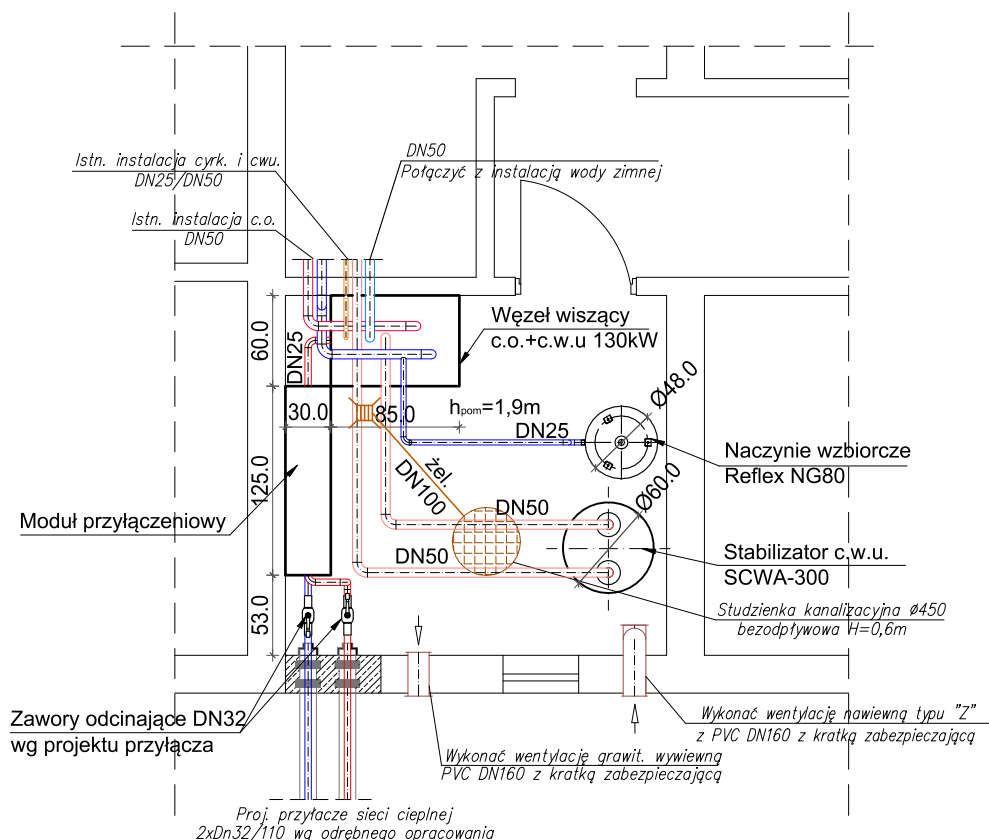 Istn. instalacja cyrk. i cwu.
DN25/DN50
DN50
Połączyć z instalacją wody zimnej
Istn. instalacja c.o.
DN50
Węzeł wiszący
c.o.+c.w.u 130kW
60.0
DN25
30.0
85.0
hpom=1,9m
Ø48.0
DN25
Naczynie wzbiorcze
Reflex NG80
125.0
żel.
DN100
Ø60.0
DN50
Moduł przyłączeniowy
DN50
Stabilizator c.w.u.
SCWA-300
53.0
Studzienka kanalizacyjna Ø450
bezodpływowa H=0,6m
Zawory odcinające DN32
wg projektu przyłącza
Wykonać wentylację nawiewną typu "Z"
z PVC DN160 z kratką zabezpieczającą
Wykonać wentylację grawit. wywiewną
PVC DN160 z kratką zabezpieczającą
Proj. przyłacze sieci cieplnej
2xDn32/110 wg odrębnego opracowania